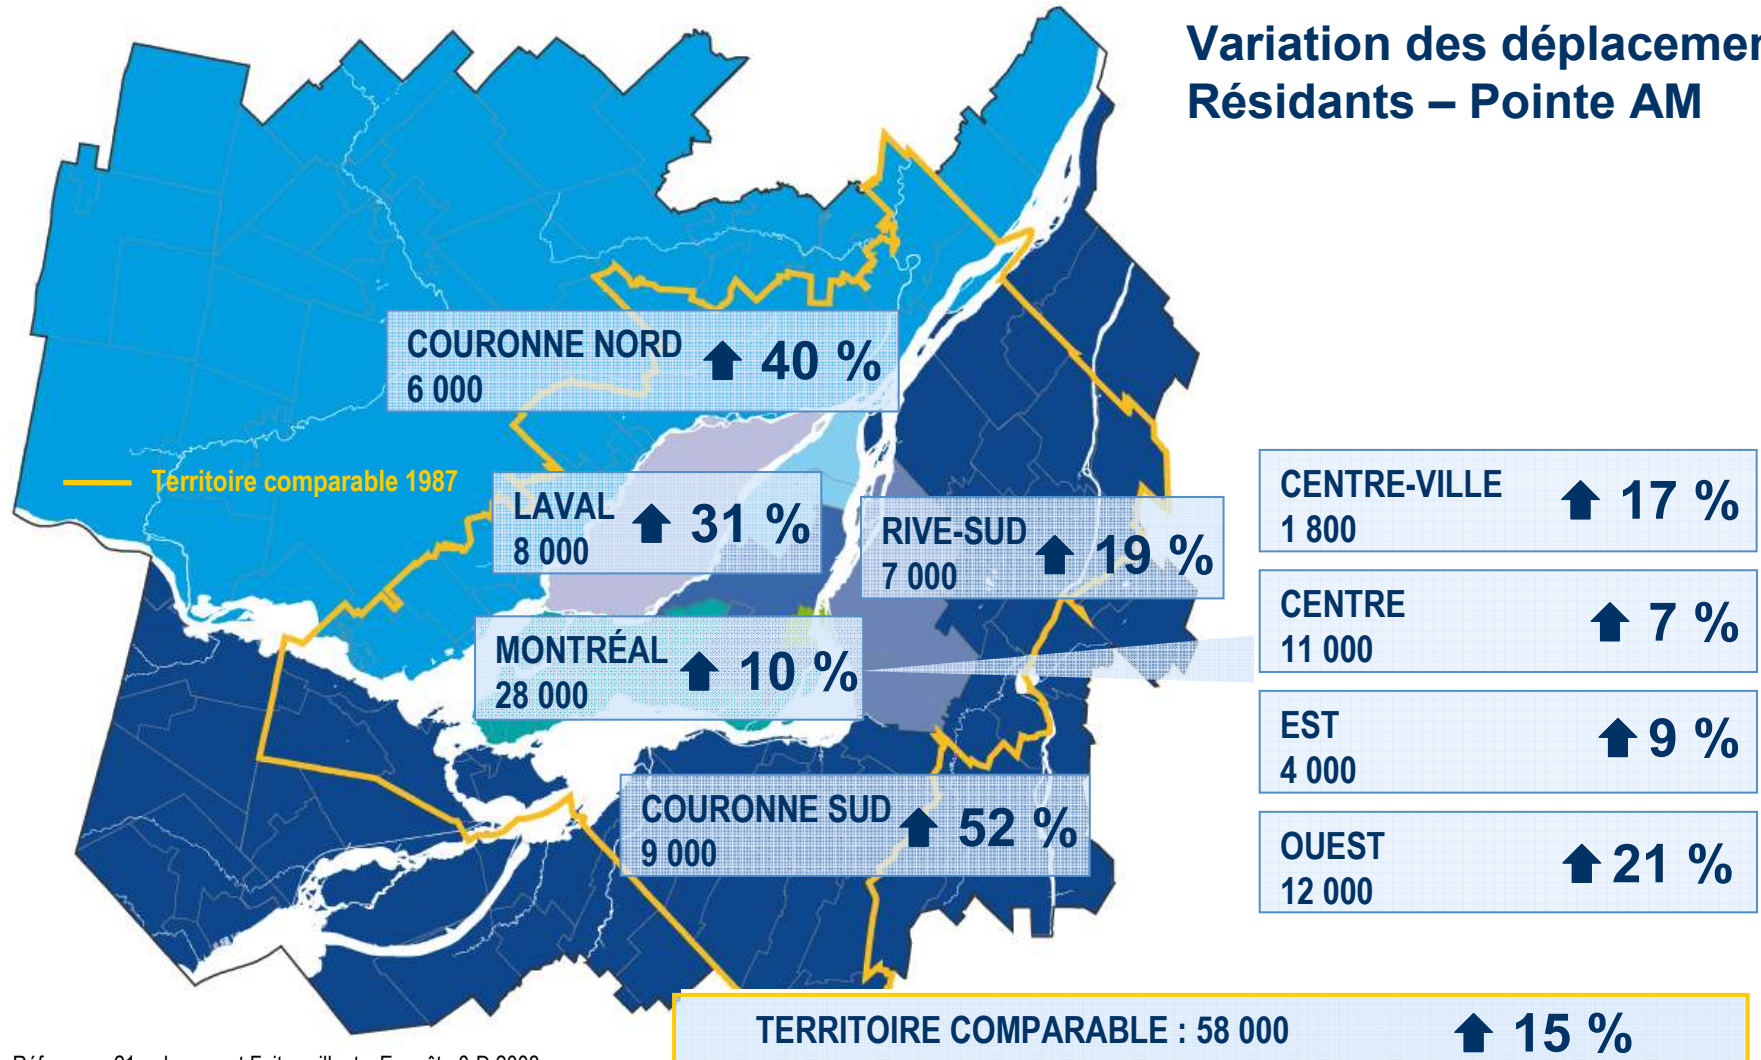 Variation des
Résidants – Pointe AM
COURONNE NORD
6 000
40 %
Territoire comparable 1987
LAVAL
8 000
31 %
RIVE-SUD
7 000
19 %
MONTRÉAL
28 000
10 %
COURONNE SUD
9 000
52 %
CENTRE-VILLE
1 800
17 %
CENTRE
11 000
7 %
EST
4 000
9 %
OUEST
12 000
21 %
TERRITOIRE COMPARABLE : 58 000
15 %